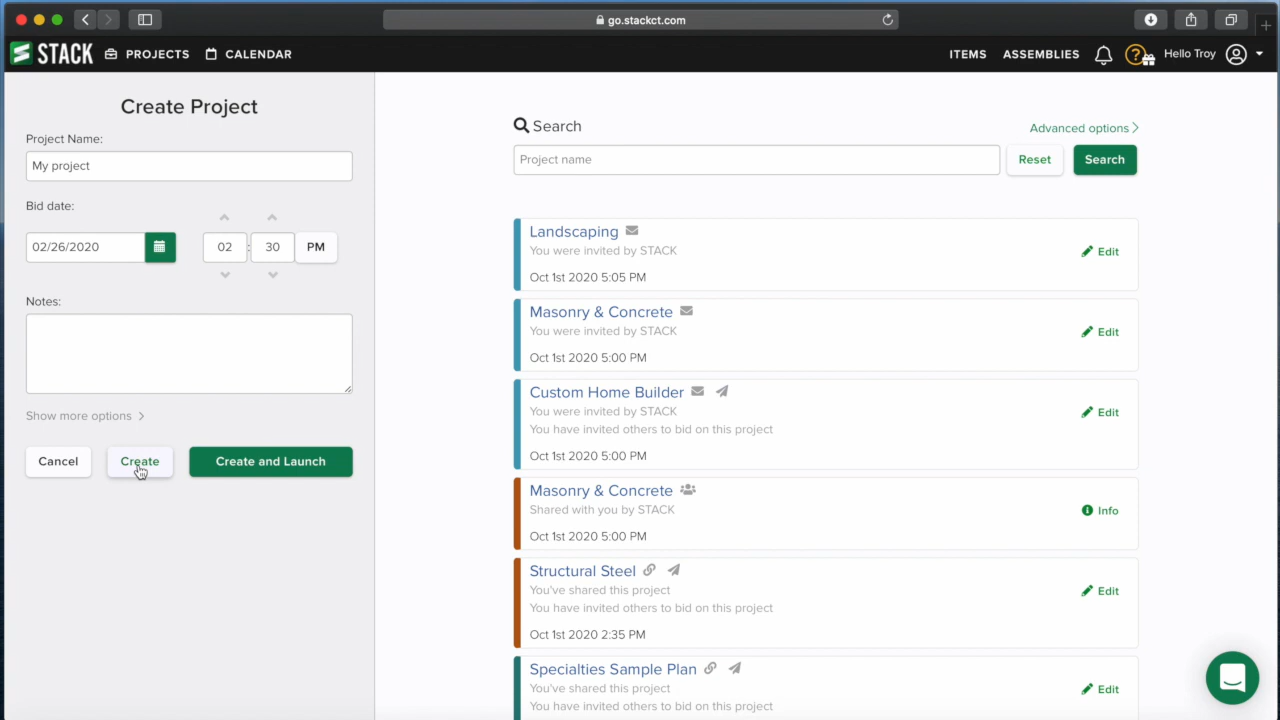 go.stackct.com
STACK PROJECTS CALENDAR ITEMS ASSEMBLIES ? Hello Troy
Create Project
Project Name:
My project
Bid date:
02/26/2020 02 : 30 PM
Notes:
Show more options
Cancel Create Create and Launch
Search
Advanced options
Project name Reset Search
Landscaping
You were invited by STACK
Oct 1st 2020 5:05 PM
Edit
Masonry & Concrete
You were invited by STACK
Oct 1st 2020 5:00 PM
Edit
Custom Home Builder
You were invited by STACK
You have invited others to bid on this project
Oct 1st 2020 5:00 PM
Edit
Masonry & Concrete
Shared with you by STACK
Oct 1st 2020 5:00 PM
Info
Structural Steel
You've shared this project
You have invited others to bid on this project
Oct 1st 2020 2:35 PM
Edit
Specialties Sample Plan
You've shared this project
You have invited others to bid on this project
Edit